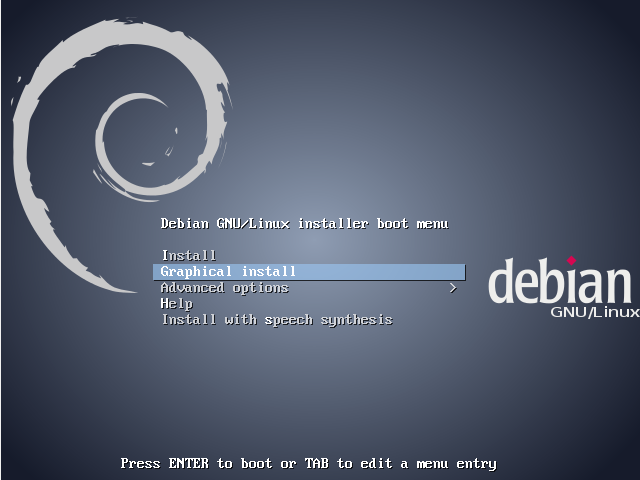 Debian GNU/Linux installer boot menu
Install
Graphical install
Advanced options >
Help
Install with speech synthesis
debian
GNU/Linux
Press ENTER to boot or TAB to edit a menu entry